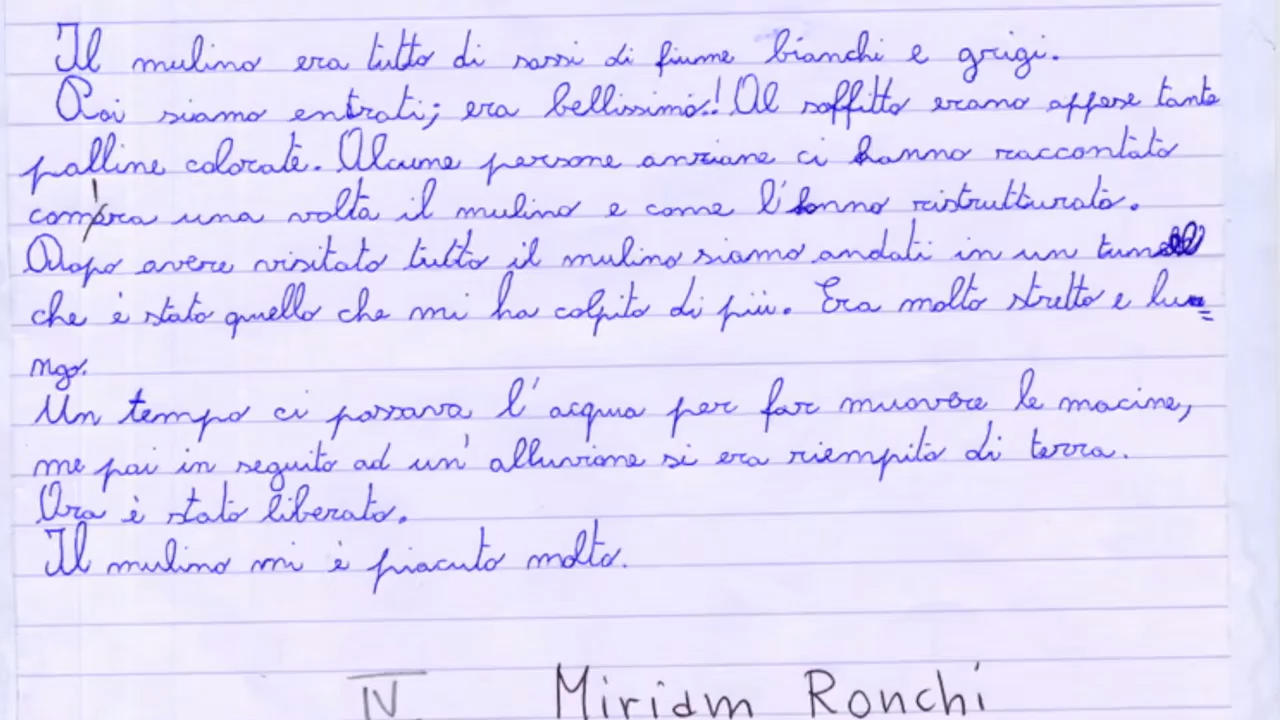 Il mulino era tutto di sassi di fiume bianchi e grigi.
Poi siamo entrati; era bellissimo! Al soffitto erano appese tante
palline colorate. Alcune persone anziane ci hanno raccontato
com'era una volta il mulino e come l'hanno ristrutturato.
Dopo avere visitato tutto il mulino siamo andati in un tunnel
che è stato quello che mi ha colpito di più. Era molto stretto e lu=
ngo.
Un tempo ci passava l'acqua per far muovere le macine,
me poi in seguito ad un' alluvione si era riempito di terra.
Ora è stato liberato.
Il mulino mi è piaciuto molto.
IV Miriam Ronchi